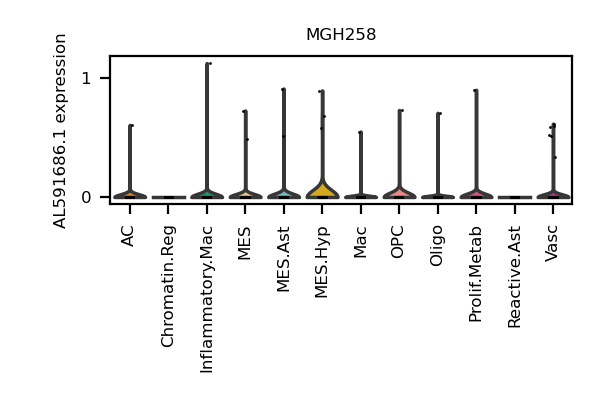 MGH258
AL591686.1 expression
1
0
AC
Chromatin.Reg
Inflammatory.Mac
MES
MES.Ast
MES.Hyp
Mac
OPC
Oligo
Prolif.Metab
Reactive.Ast
Vasc